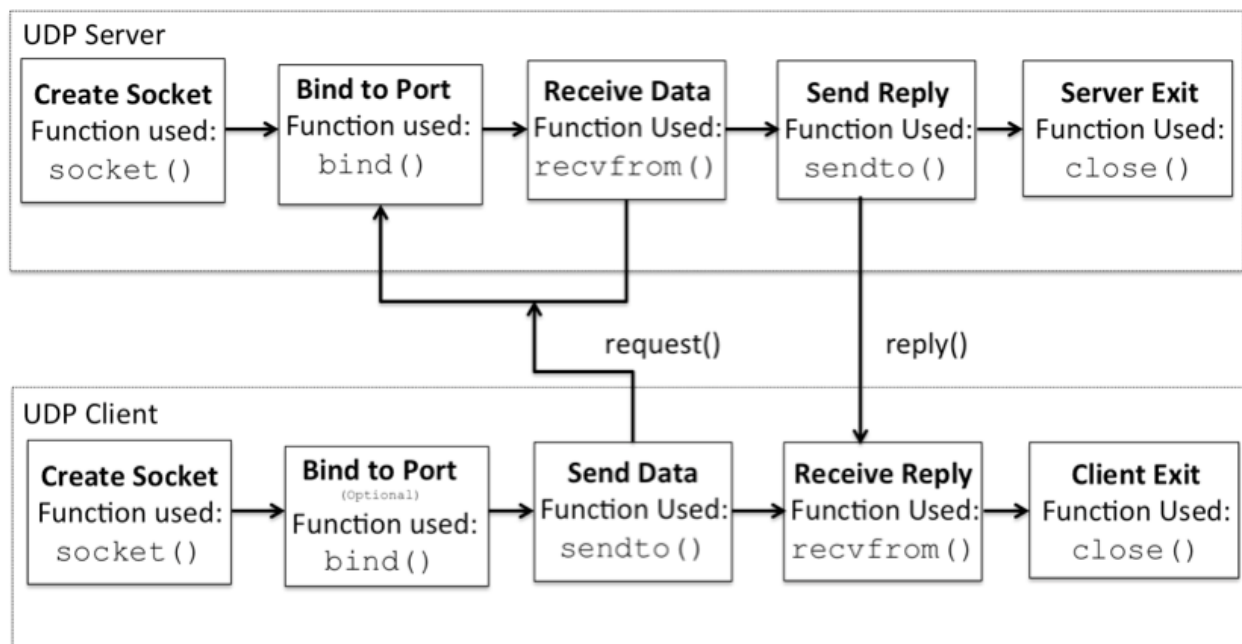 UDP Server
Create Socket
Function used:
socket()
Bind to Port
Function used:
bind()
Receive Data
Function Used:
recvfrom()
Send Reply
Function Used:
sendto()
Server Exit
Function Used:
close()
request()
reply()
UDP Client
Create Socket
Function used:
socket()
Bind to Port
(Optional)
Function used:
bind()
Send Data
Function Used:
sendto()
Receive Reply
Function Used:
recvfrom()
Client Exit
Function Used:
close()